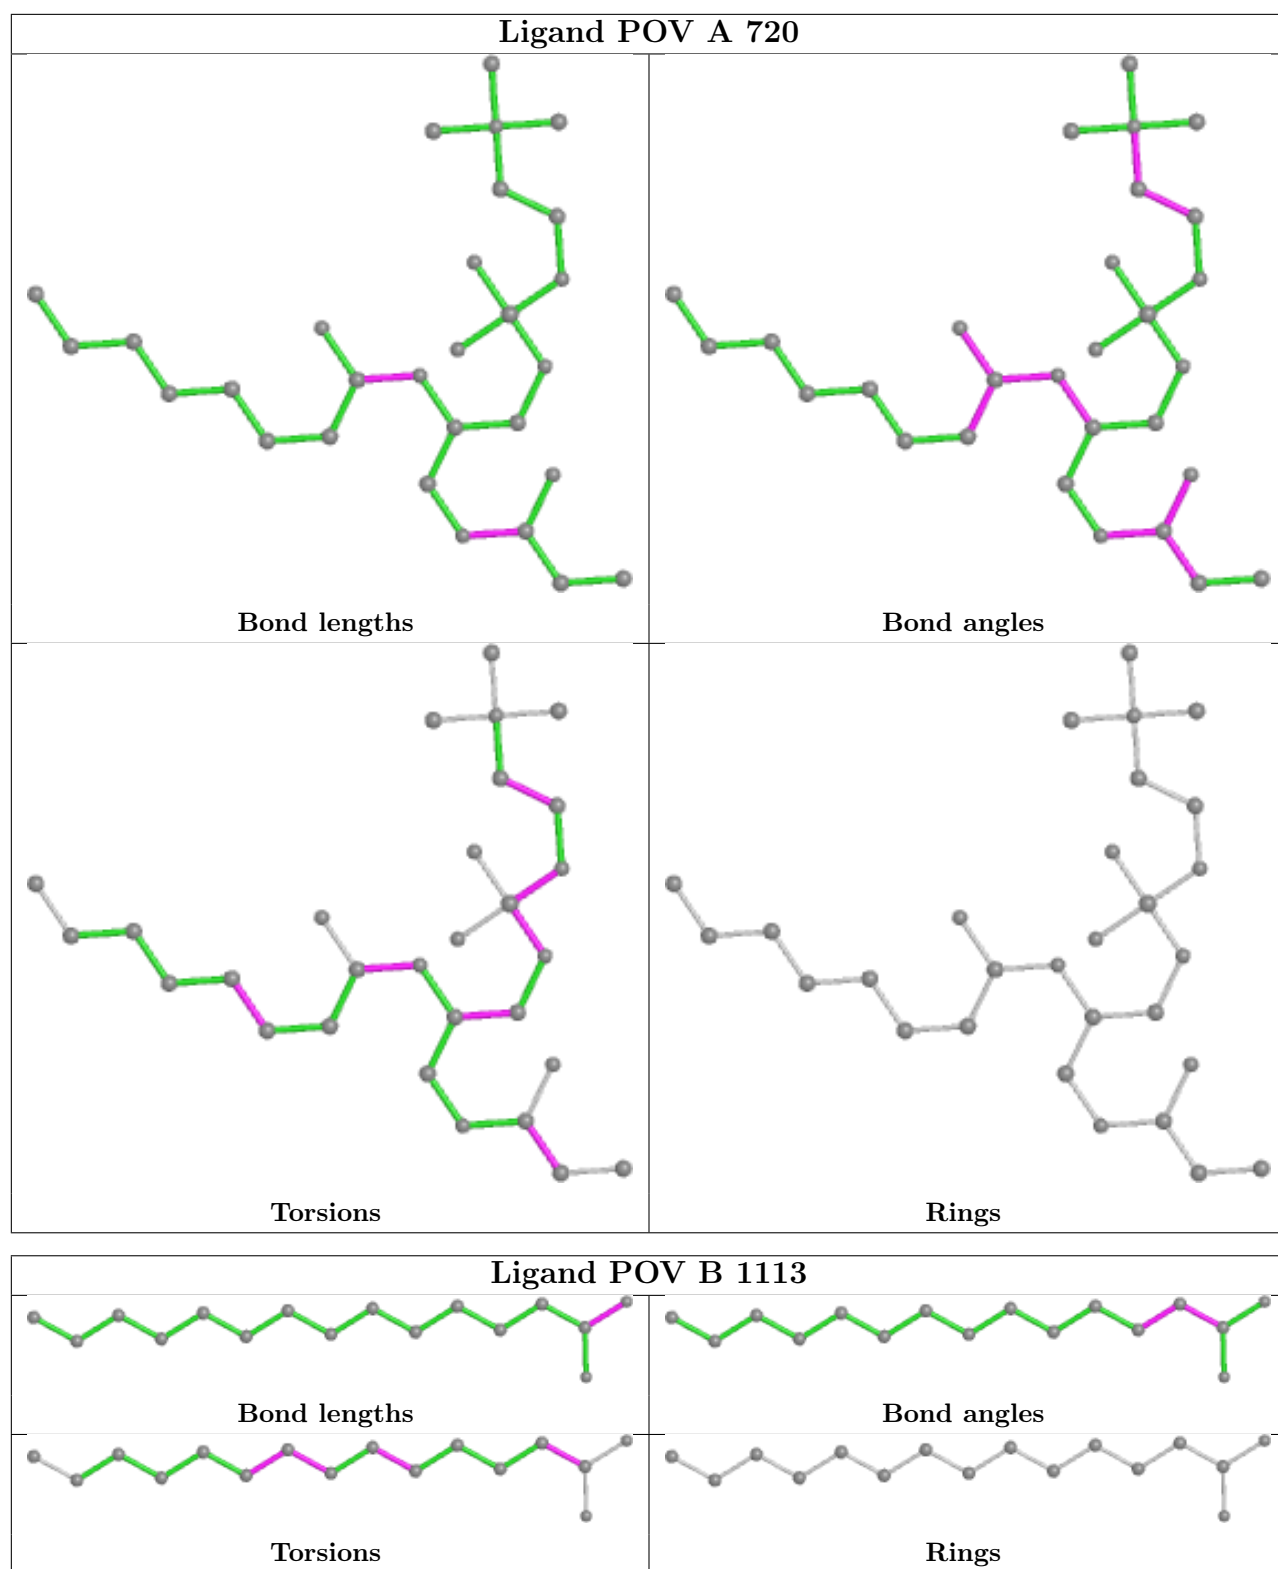 Ligand POV A 720
Bond lengths
Bond angles
Torsions
Rings
Ligand POV B 1113
Bond lengths
Bond angles
Torsions
Rings